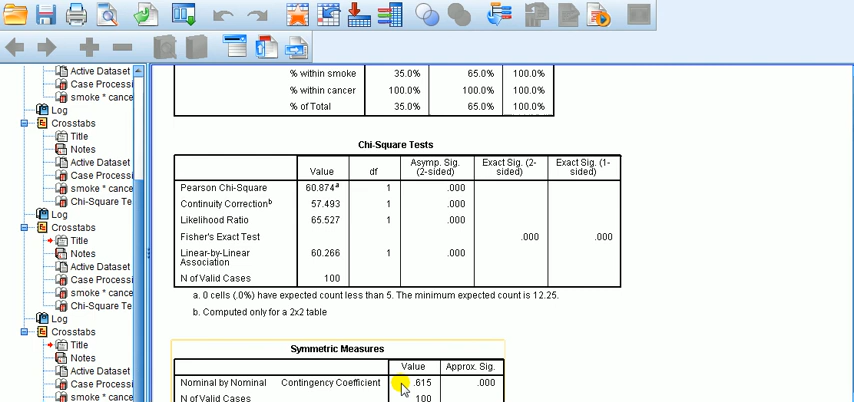 Active Dataset
Case Processi
smoke * cance
Log
Crosstabs
Title
Notes
Active Dataset
Case Processi
smoke * cance
Chi-Square Te
Log
Crosstabs
Title
Notes
Active Dataset
Case Processi
smoke * cance
Chi-Square Te
Log
Crosstabs
Title
Notes
Active Dataset
Case Processi
smoke * cance
% within smoke 35.0% 65.0% 100.0%
% within cancer 100.0% 100.0% 100.0%
% of Total 35.0% 65.0% 100.0%
Chi-Square Tests
Value df Asymp. Sig. (2-sided) Exact Sig. (2-sided) Exact Sig. (1-sided)
Pearson Chi-Square 60.874a 1 .000
Continuity Correctionb 57.493 1 .000
Likelihood Ratio 65.527 1 .000
Fisher's Exact Test .000 .000
Linear-by-Linear Association 60.266 1 .000
N of Valid Cases 100
a. 0 cells (.0%) have expected count less than 5. The minimum expected count is 12.25.
b. Computed only for a 2x2 table
Symmetric Measures
Value Approx. Sig.
Nominal by Nominal Contingency Coefficient .615 .000
N of Valid Cases 100